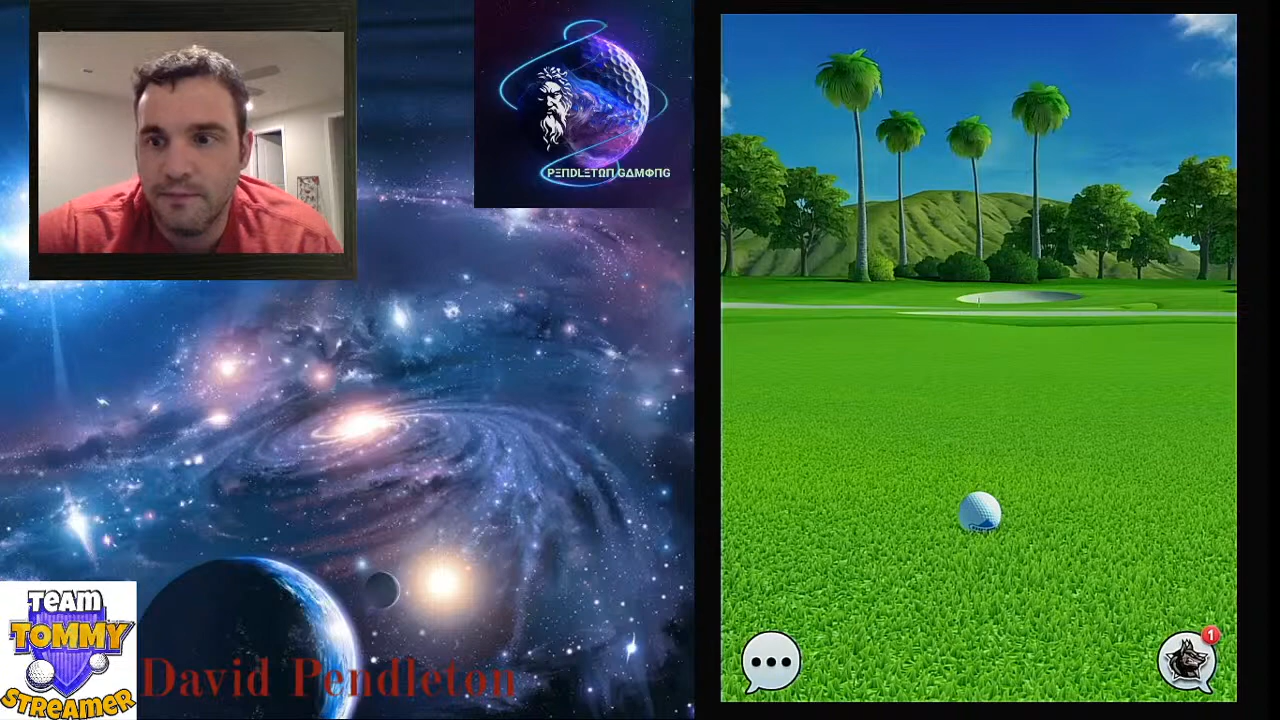 PENDLETON GAMING
TEAM
TOMMY
STREAMER
David Pendleton
1